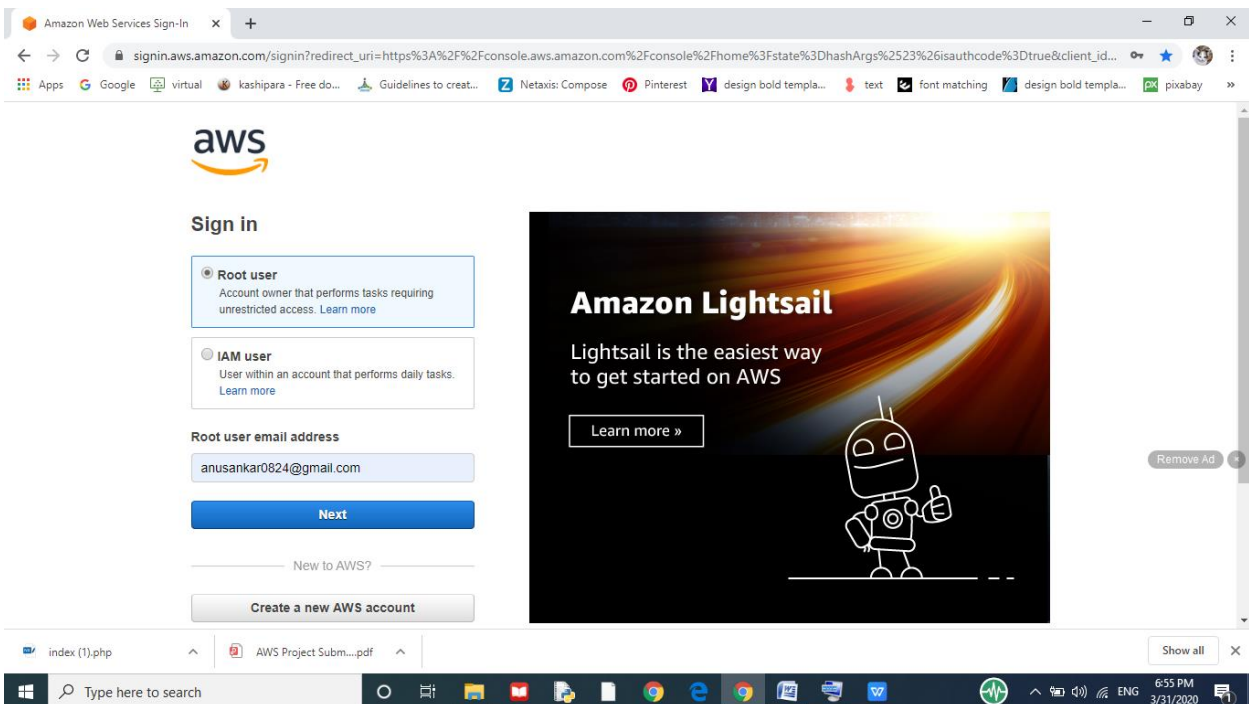 Amazon Web Services Sign-In
signin.aws.amazon.com/signin?redirect_uri=https%3A%2F%2Fconsole.aws.amazon.com%2Fconsole%2Fhome%3Fstate%3DhashArgs%2523%26isauthcode%3Dtrue&client_id...
Apps Google virtual kashipara - Free do... Guidelines to creat... Netaxis: Compose Pinterest design bold templa... text font matching design bold templa... pixabay »
aws
Sign in
Root user
Account owner that performs tasks requiring
unrestricted access. Learn more
IAM user
User within an account that performs daily tasks.
Learn more
Root user email address
anusankar0824@gmail.com
Next
New to AWS?
Create a new AWS account
Amazon Lightsail
Lightsail is the easiest way
to get started on AWS
Learn more »
Remove Ad
index (1).php
AWS Project Subm....pdf
Show all
Type here to search
ENG
6:55 PM
3/31/2020